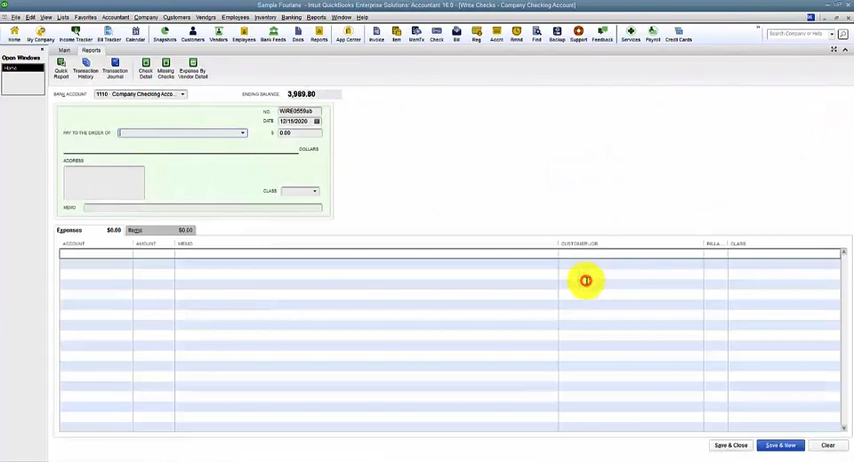 Sample Fourlane - Intuit QuickBooks Enterprise Solutions: Accountant 16.0 - [Write Checks - Company Checking Account]
File Edit View Lists Favorites Accountant Company Customers Vendors Employees Inventory Banking Reports Window Help
Home My Company Income Tracker Bill Tracker Calendar Snapshots Customers Vendors Employees Bank Feeds Docs Reports App Center Invoice Item MemTx Check Bill Reg Accnt Rmnd Find Backup Support Feedback Services Payroll Credit Cards
Search Company or Help
Open Windows
Home
Main Reports
Quick Report
Transaction History
Transaction Journal
Check Detail
Missing Checks
Expense By Vendor Detail
BANK ACCOUNT 1110 · Company Checking Acco... ENDING BALANCE 3,989.80
NO. WIRE0559ab
DATE 12/15/2020
PAY TO THE ORDER OF $ 0.00
DOLLARS
ADDRESS
CLASS
MEMO
Expenses $0.00 Items $0.00
ACCOUNT AMOUNT MEMO CUSTOMER:JOB BILLA... CLASS
Save & Close Save & New Clear